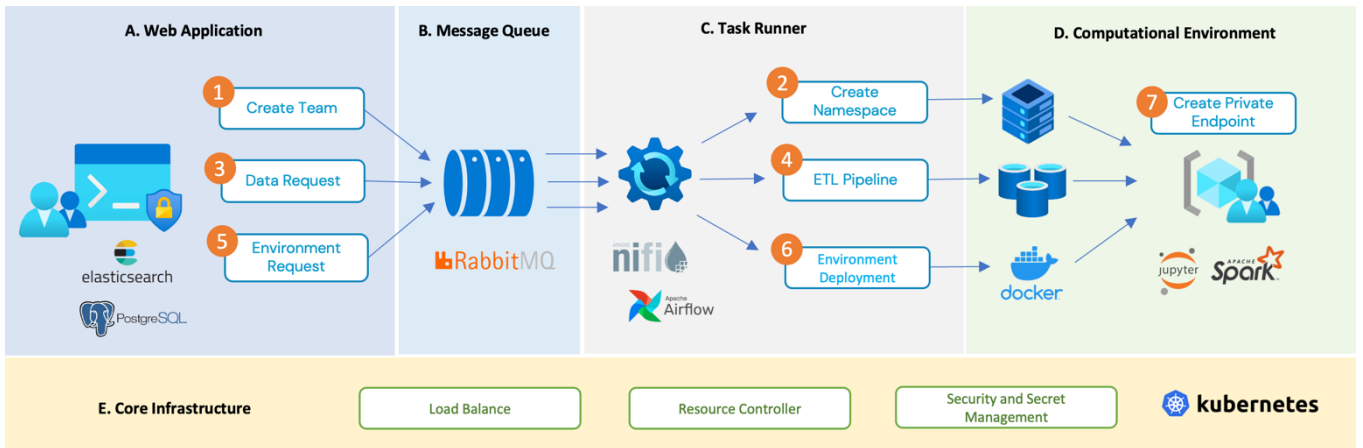 A. Web Application
1
Create Team
3
Data Request
5
Environment
Request
elasticsearch
PostgreSQL
B. Message Queue
RabbitMQ
C. Task Runner
2
Create
Namespace
4
ETL Pipeline
6
Environment
Deployment
APACHE
nifi
Apache
Airflow
D. Computational Environment
7
Create Private
Endpoint
docker
jupyter
APACHE
Spark
E. Core Infrastructure
Load Balance
Resource Controller
Security and Secret
Management
kubernetes